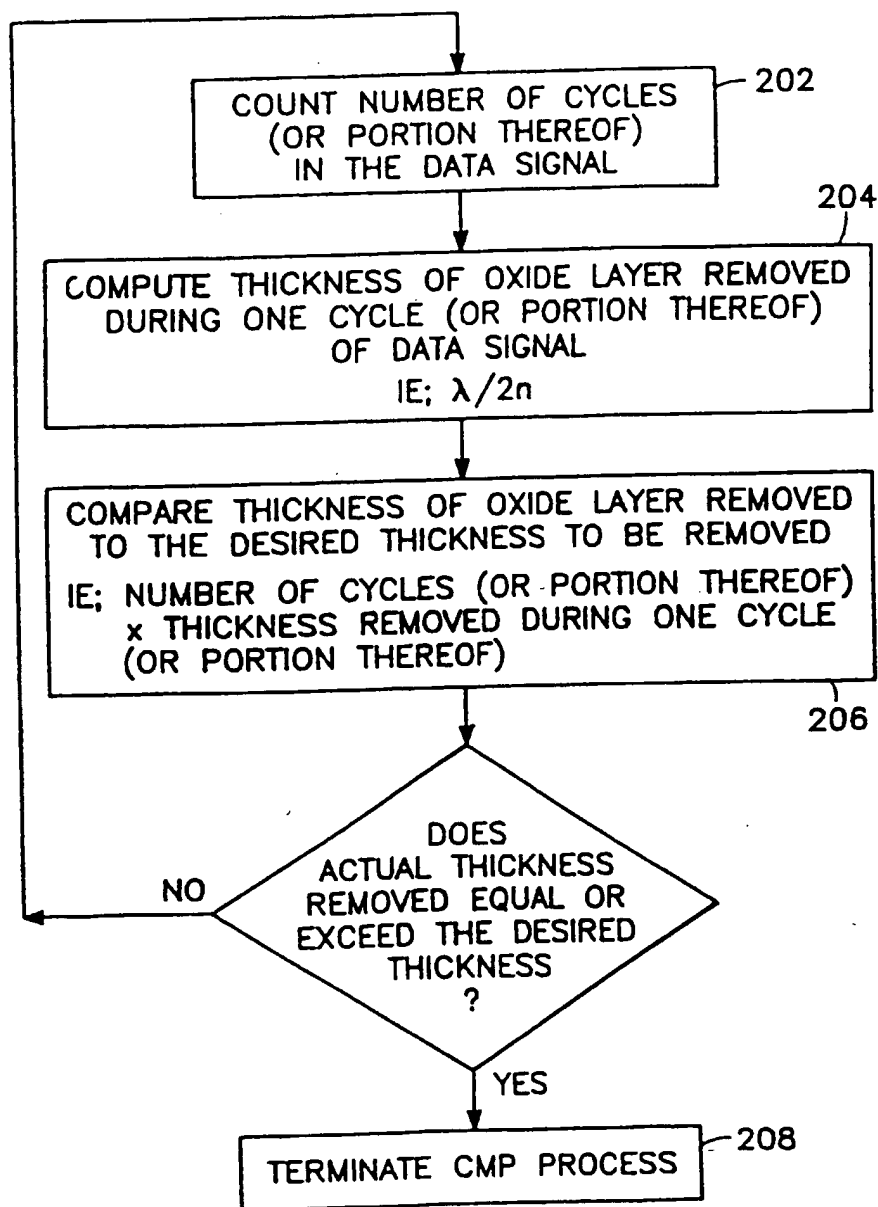 COUNT NUMBER OF CYCLES
(OR PORTION THEREOF)
IN THE DATA SIGNAL
202
204
COMPUTE THICKNESS OF OXIDE LAYER REMOVED
DURING ONE CYCLE (OR PORTION THEREOF)
OF DATA SIGNAL
IE; λ/2n
COMPARE THICKNESS OF OXIDE LAYER REMOVED
TO THE DESIRED THICKNESS TO BE REMOVED
IE; NUMBER OF CYCLES (OR PORTION THEREOF)
x THICKNESS REMOVED DURING ONE CYCLE
(OR PORTION THEREOF)
206
DOES
ACTUAL THICKNESS
REMOVED EQUAL OR
EXCEED THE DESIRED
THICKNESS
?
NO
YES
208
TERMINATE CMP PROCESS